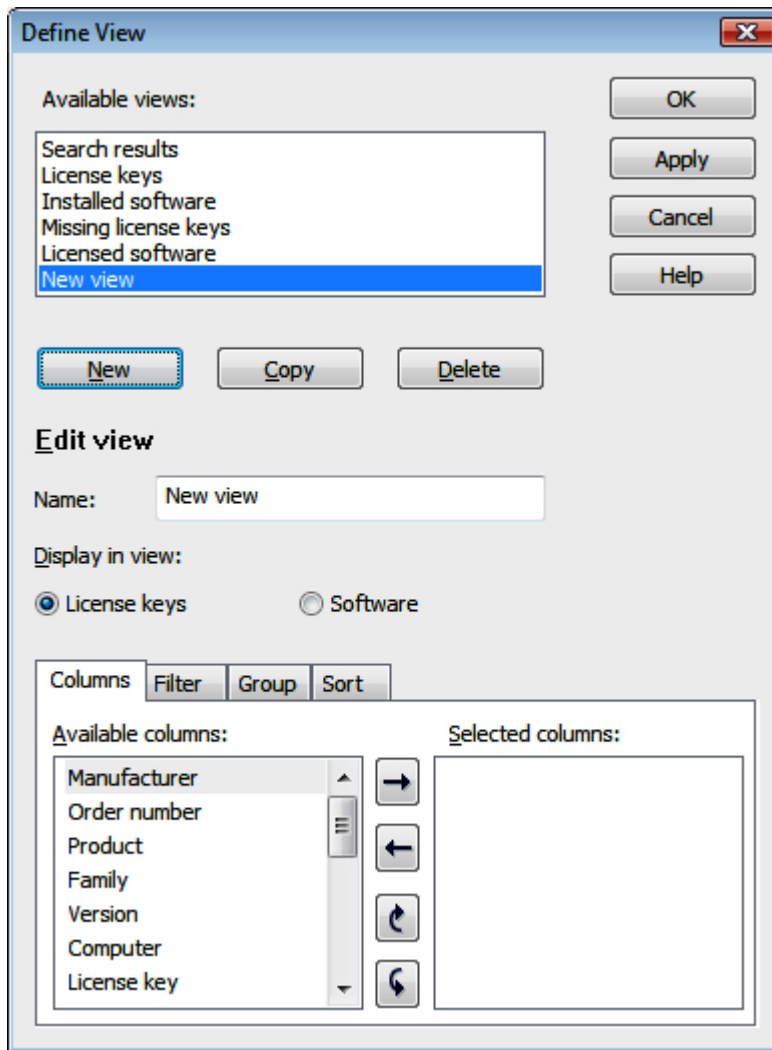 Define View
Available views:
OK
Search results
License keys
Installed software
Missing license keys
Licensed software
New view
Apply
Cancel
Help
New
Copy
Delete
Edit view
Name:
New view
Display in view:
License keys
Software
Columns
Filter
Group
Sort
Available columns:
Selected columns:
Manufacturer
Order number
Product
Family
Version
Computer
License key